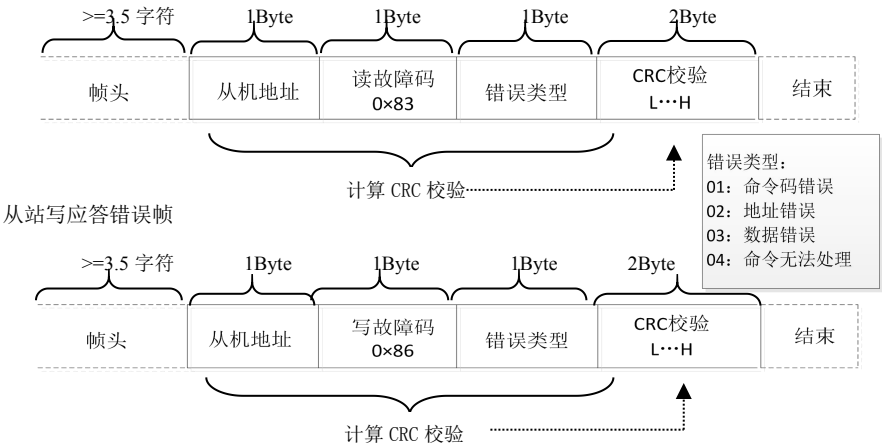 >=3.5 字符 1Byte 1Byte 1Byte 2Byte
帧头 从机地址 读故障码 0×83 错误类型 CRC校验 L···H 结束
计算 CRC 校验
错误类型：
01：命令码错误
02：地址错误
03：数据错误
04：命令无法处理
从站写应答错误帧
>=3.5 字符 1Byte 1Byte 1Byte 2Byte
帧头 从机地址 写故障码 0×86 错误类型 CRC校验 L···H 结束
计算 CRC 校验